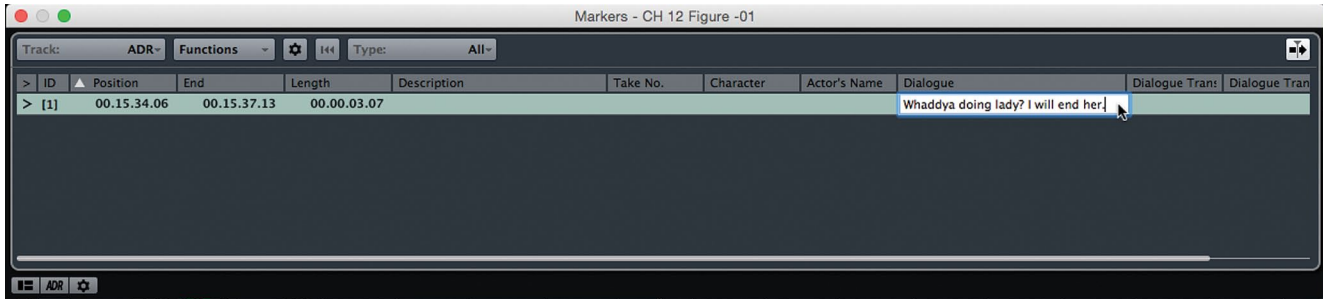 Markers - CH 12 Figure -01
Track: ADR Functions Type: All
> ID Position End Length Description Take No. Character Actor's Name Dialogue Dialogue Trans Dialogue Tran
> [1] 00.15.34.06 00.15.37.13 00.00.03.07 Whaddya doing lady? I will end her.
ADR